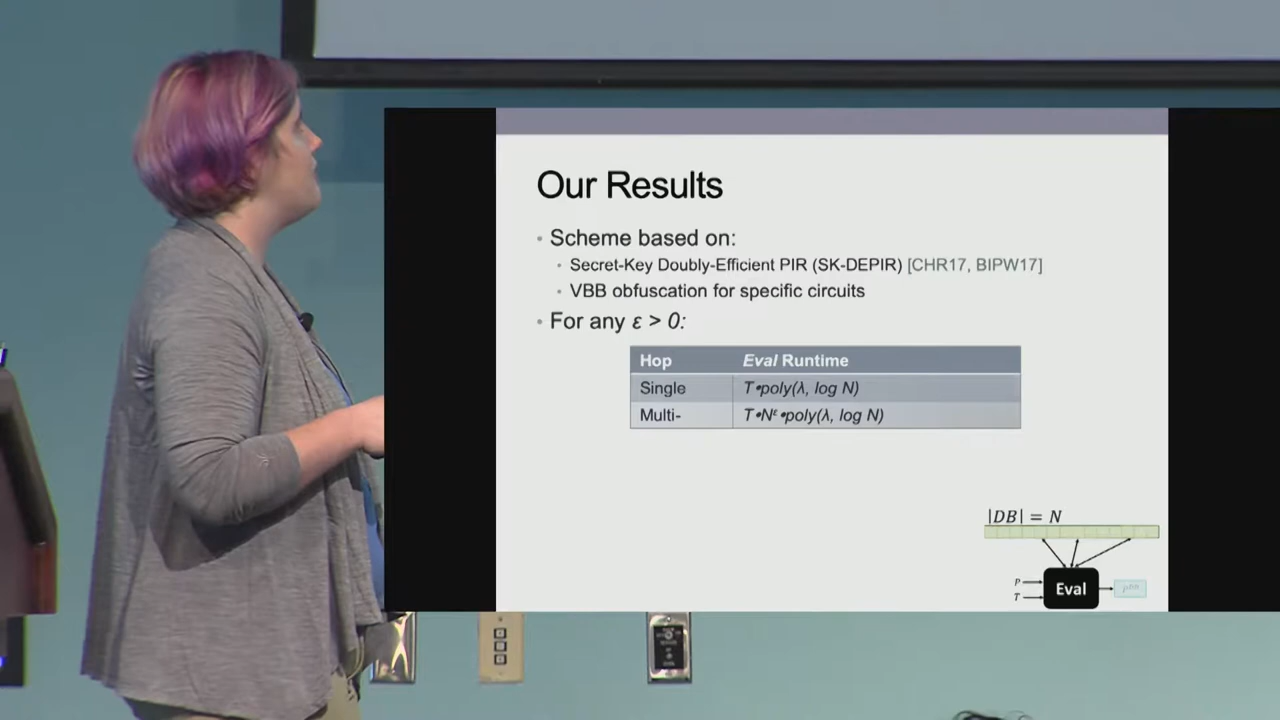 Our Results
• Scheme based on:
• Secret-Key Doubly-Efficient PIR (SK-DEPIR) [CHR17, BIPW17]
• VBB obfuscation for specific circuits
• For any ε > 0:
Hop Eval Runtime
Single T•poly(λ, log N)
Multi- T•Nᵋ•poly(λ, log N)
|DB| = N
P
T
Eval